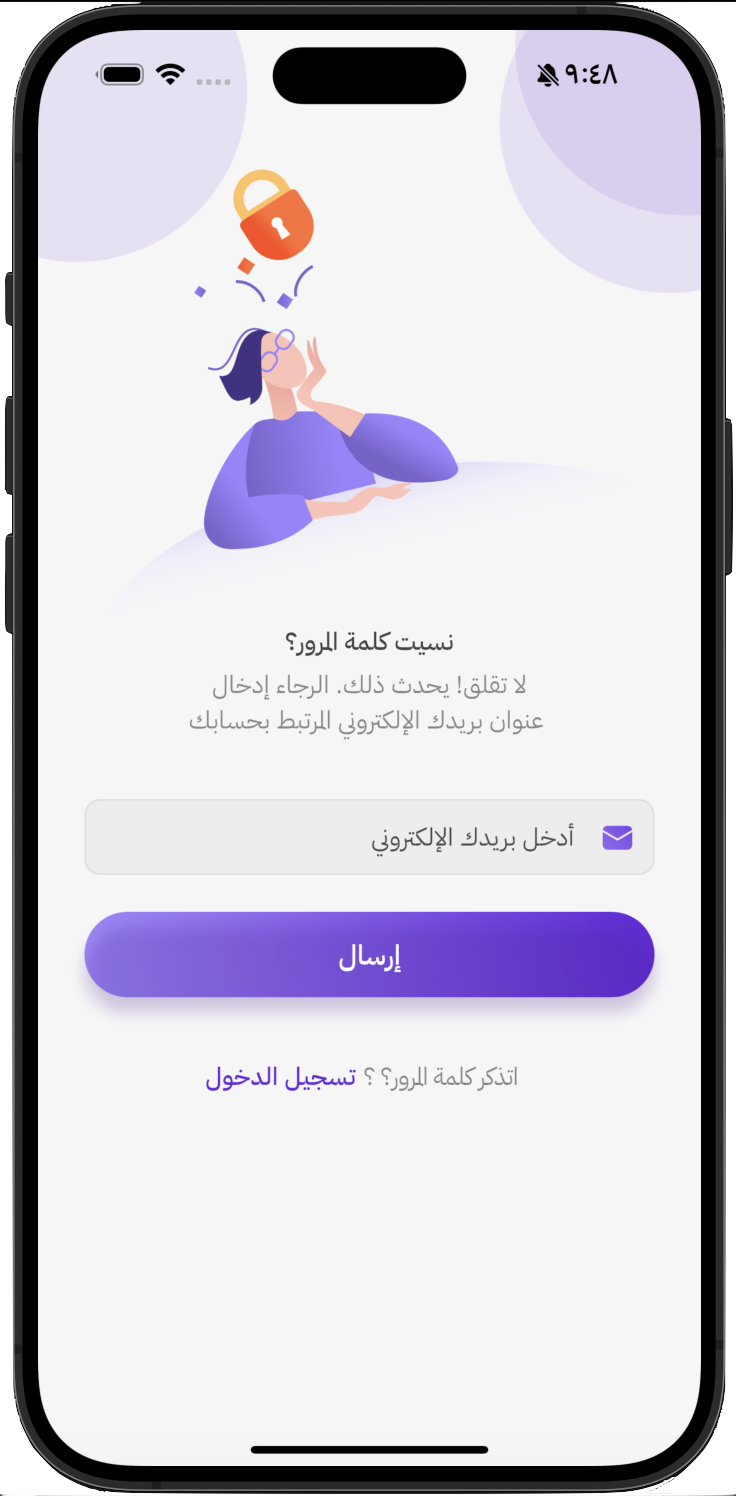 ٩:٤٨
نسيت كلمة المرور؟
لا تقلق! يحدث ذلك. الرجاء إدخال
عنوان بريدك الإلكتروني المرتبط بحسابك
أدخل بريدك الإلكتروني
إرسال
اتذكر كلمة المرور؟ ؟ تسجيل الدخول